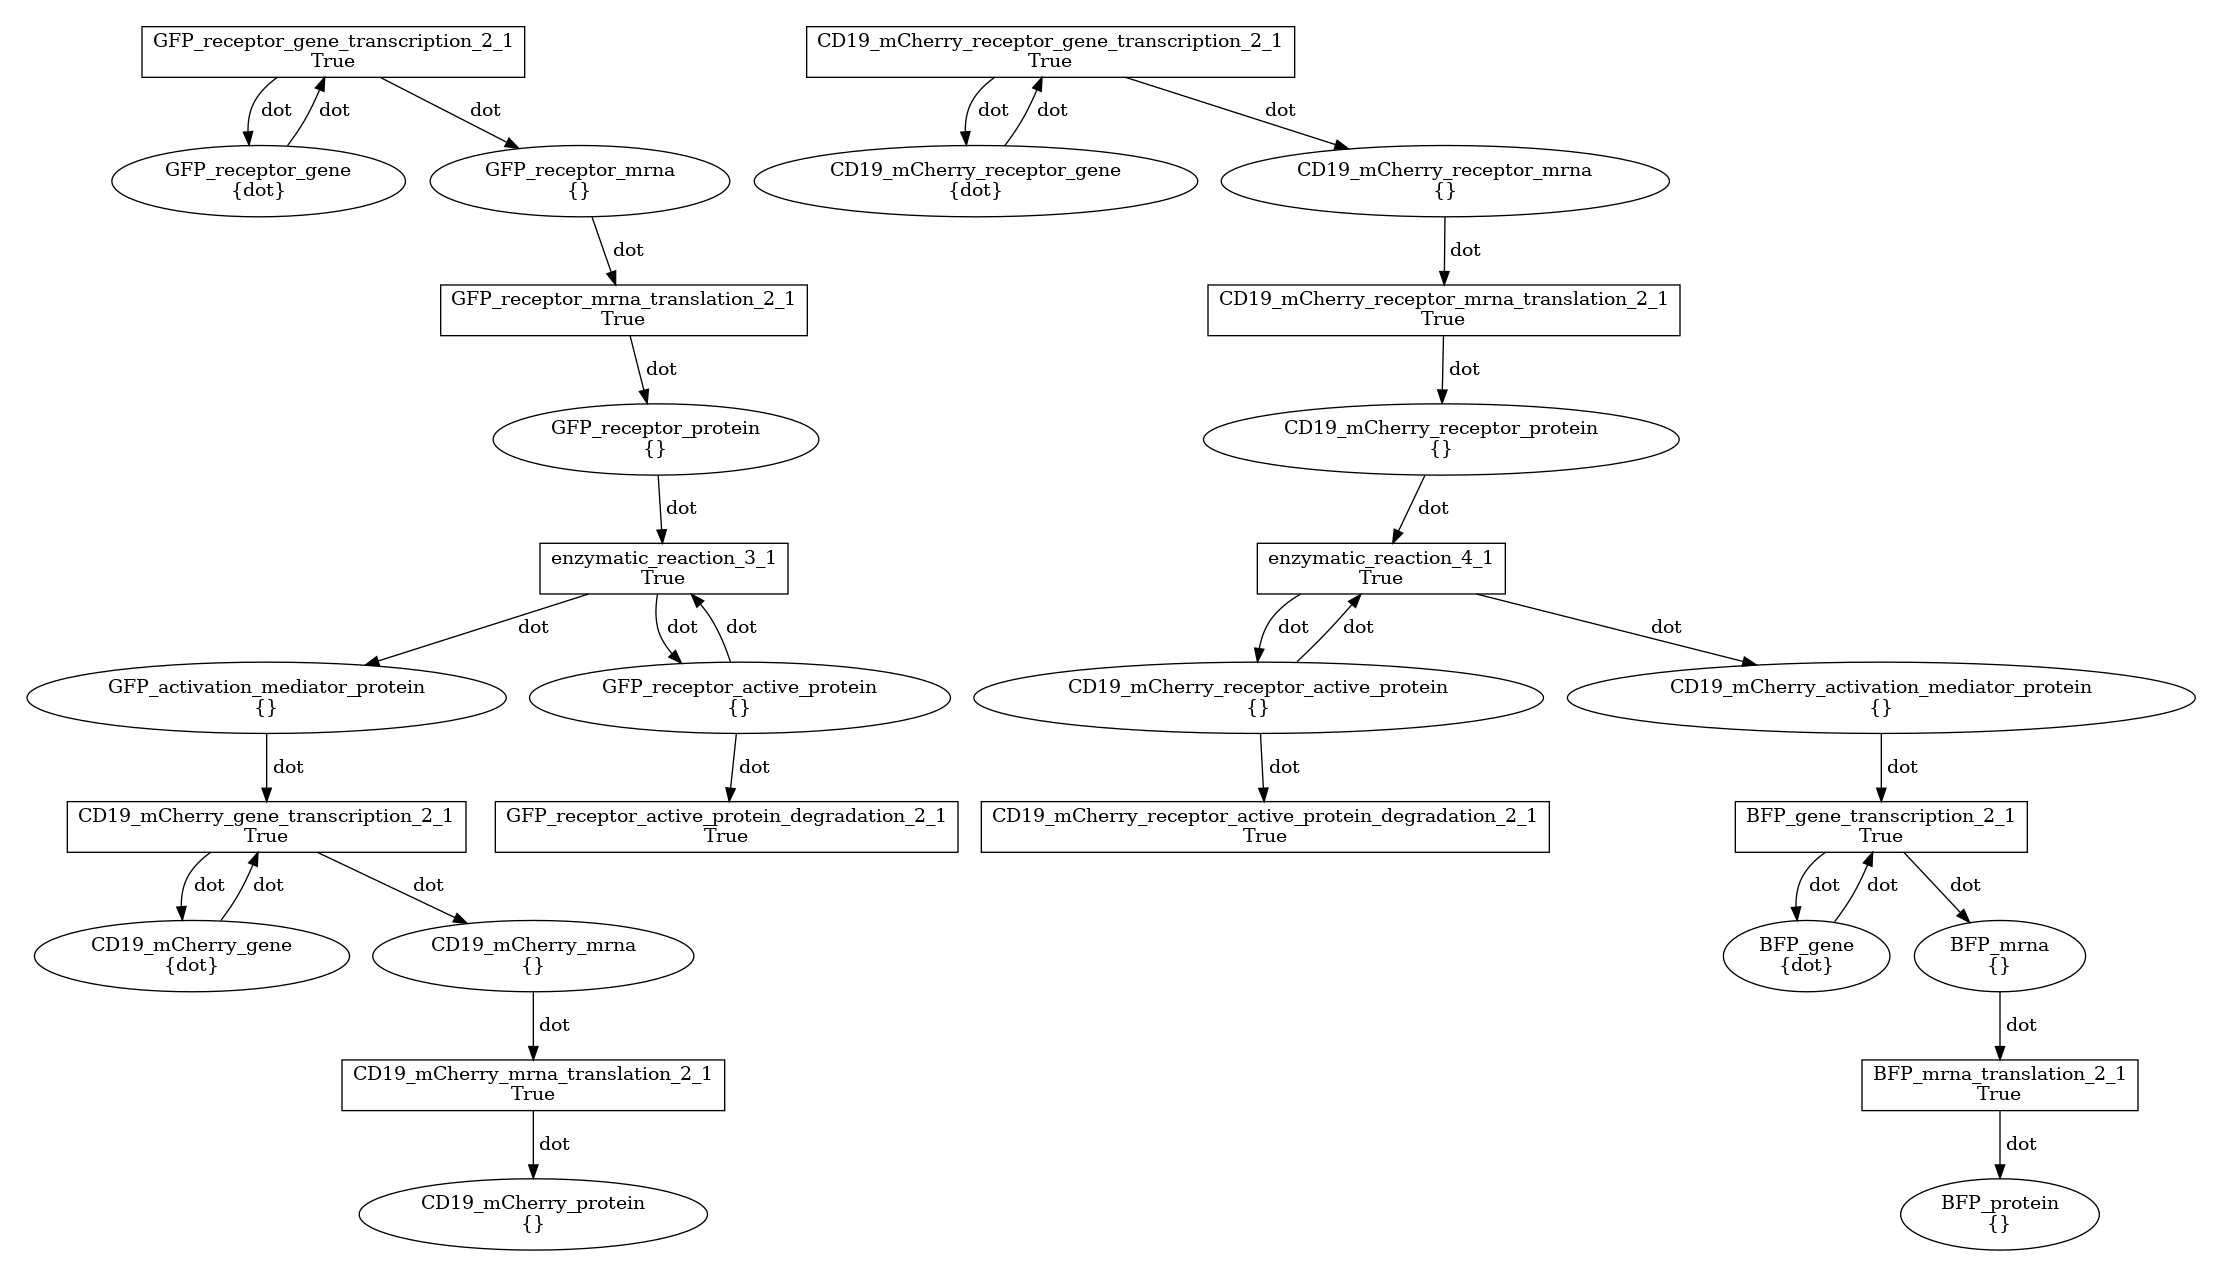 GFP_receptor_gene_transcription_2_1
True
CD19_mCherry_receptor_gene_transcription_2_1
True
dot
dot
dot
dot
dot
dot
GFP_receptor_gene
{dot}
GFP_receptor_mrna
{}
CD19_mCherry_receptor_gene
{dot}
CD19_mCherry_receptor_mrna
{}
dot
dot
GFP_receptor_mrna_translation_2_1
True
CD19_mCherry_receptor_mrna_translation_2_1
True
dot
dot
GFP_receptor_protein
{}
CD19_mCherry_receptor_protein
{}
dot
dot
enzymatic_reaction_3_1
True
enzymatic_reaction_4_1
True
dot
dot
dot
dot
dot
dot
GFP_activation_mediator_protein
{}
GFP_receptor_active_protein
{}
CD19_mCherry_receptor_active_protein
{}
CD19_mCherry_activation_mediator_protein
{}
dot
dot
dot
dot
CD19_mCherry_gene_transcription_2_1
True
GFP_receptor_active_protein_degradation_2_1
True
CD19_mCherry_receptor_active_protein_degradation_2_1
True
BFP_gene_transcription_2_1
True
dot
dot
dot
dot
dot
dot
CD19_mCherry_gene
{dot}
CD19_mCherry_mrna
{}
BFP_gene
{dot}
BFP_mrna
{}
dot
dot
CD19_mCherry_mrna_translation_2_1
True
BFP_mrna_translation_2_1
True
dot
dot
CD19_mCherry_protein
{}
BFP_protein
{}